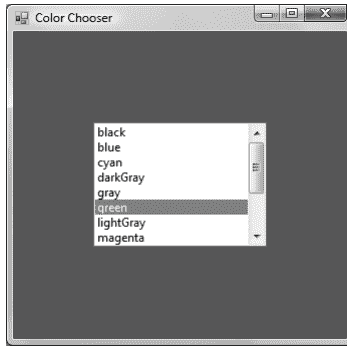 Color Chooser
black
blue
cyan
darkGray
gray
green
lightGray
magenta